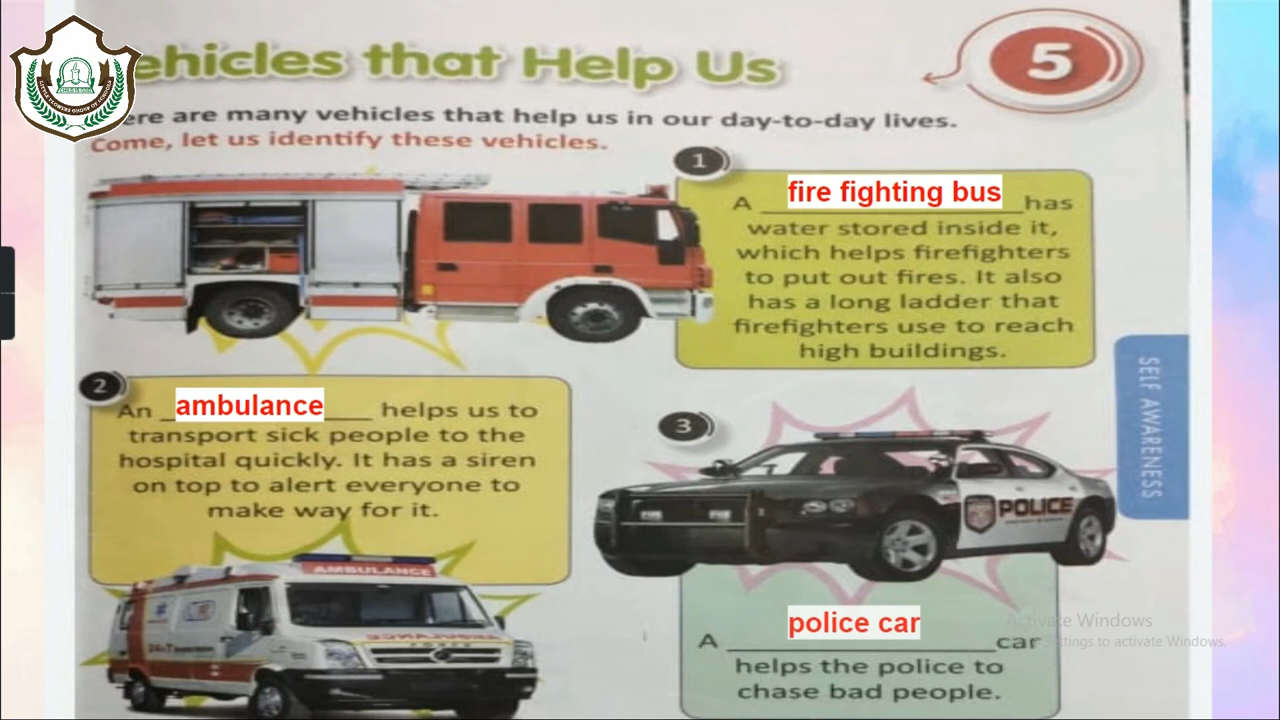 ehicles that Help Us
5
ere are many vehicles that help us in our day-to-day lives.
Come, let us identify these vehicles.
1
A fire fighting bus has
water stored inside it,
which helps firefighters
to put out fires. It also
has a long ladder that
firefighters use to reach
high buildings.
2
An ambulance helps us to
transport sick people to the
hospital quickly. It has a siren
on top to alert everyone to
make way for it.
AMBULANCE
24x7
3
POLICE
A police car car
helps the police to
chase bad people.
SELF AWARENESS
Activate Windows
Settings to activate Windows.